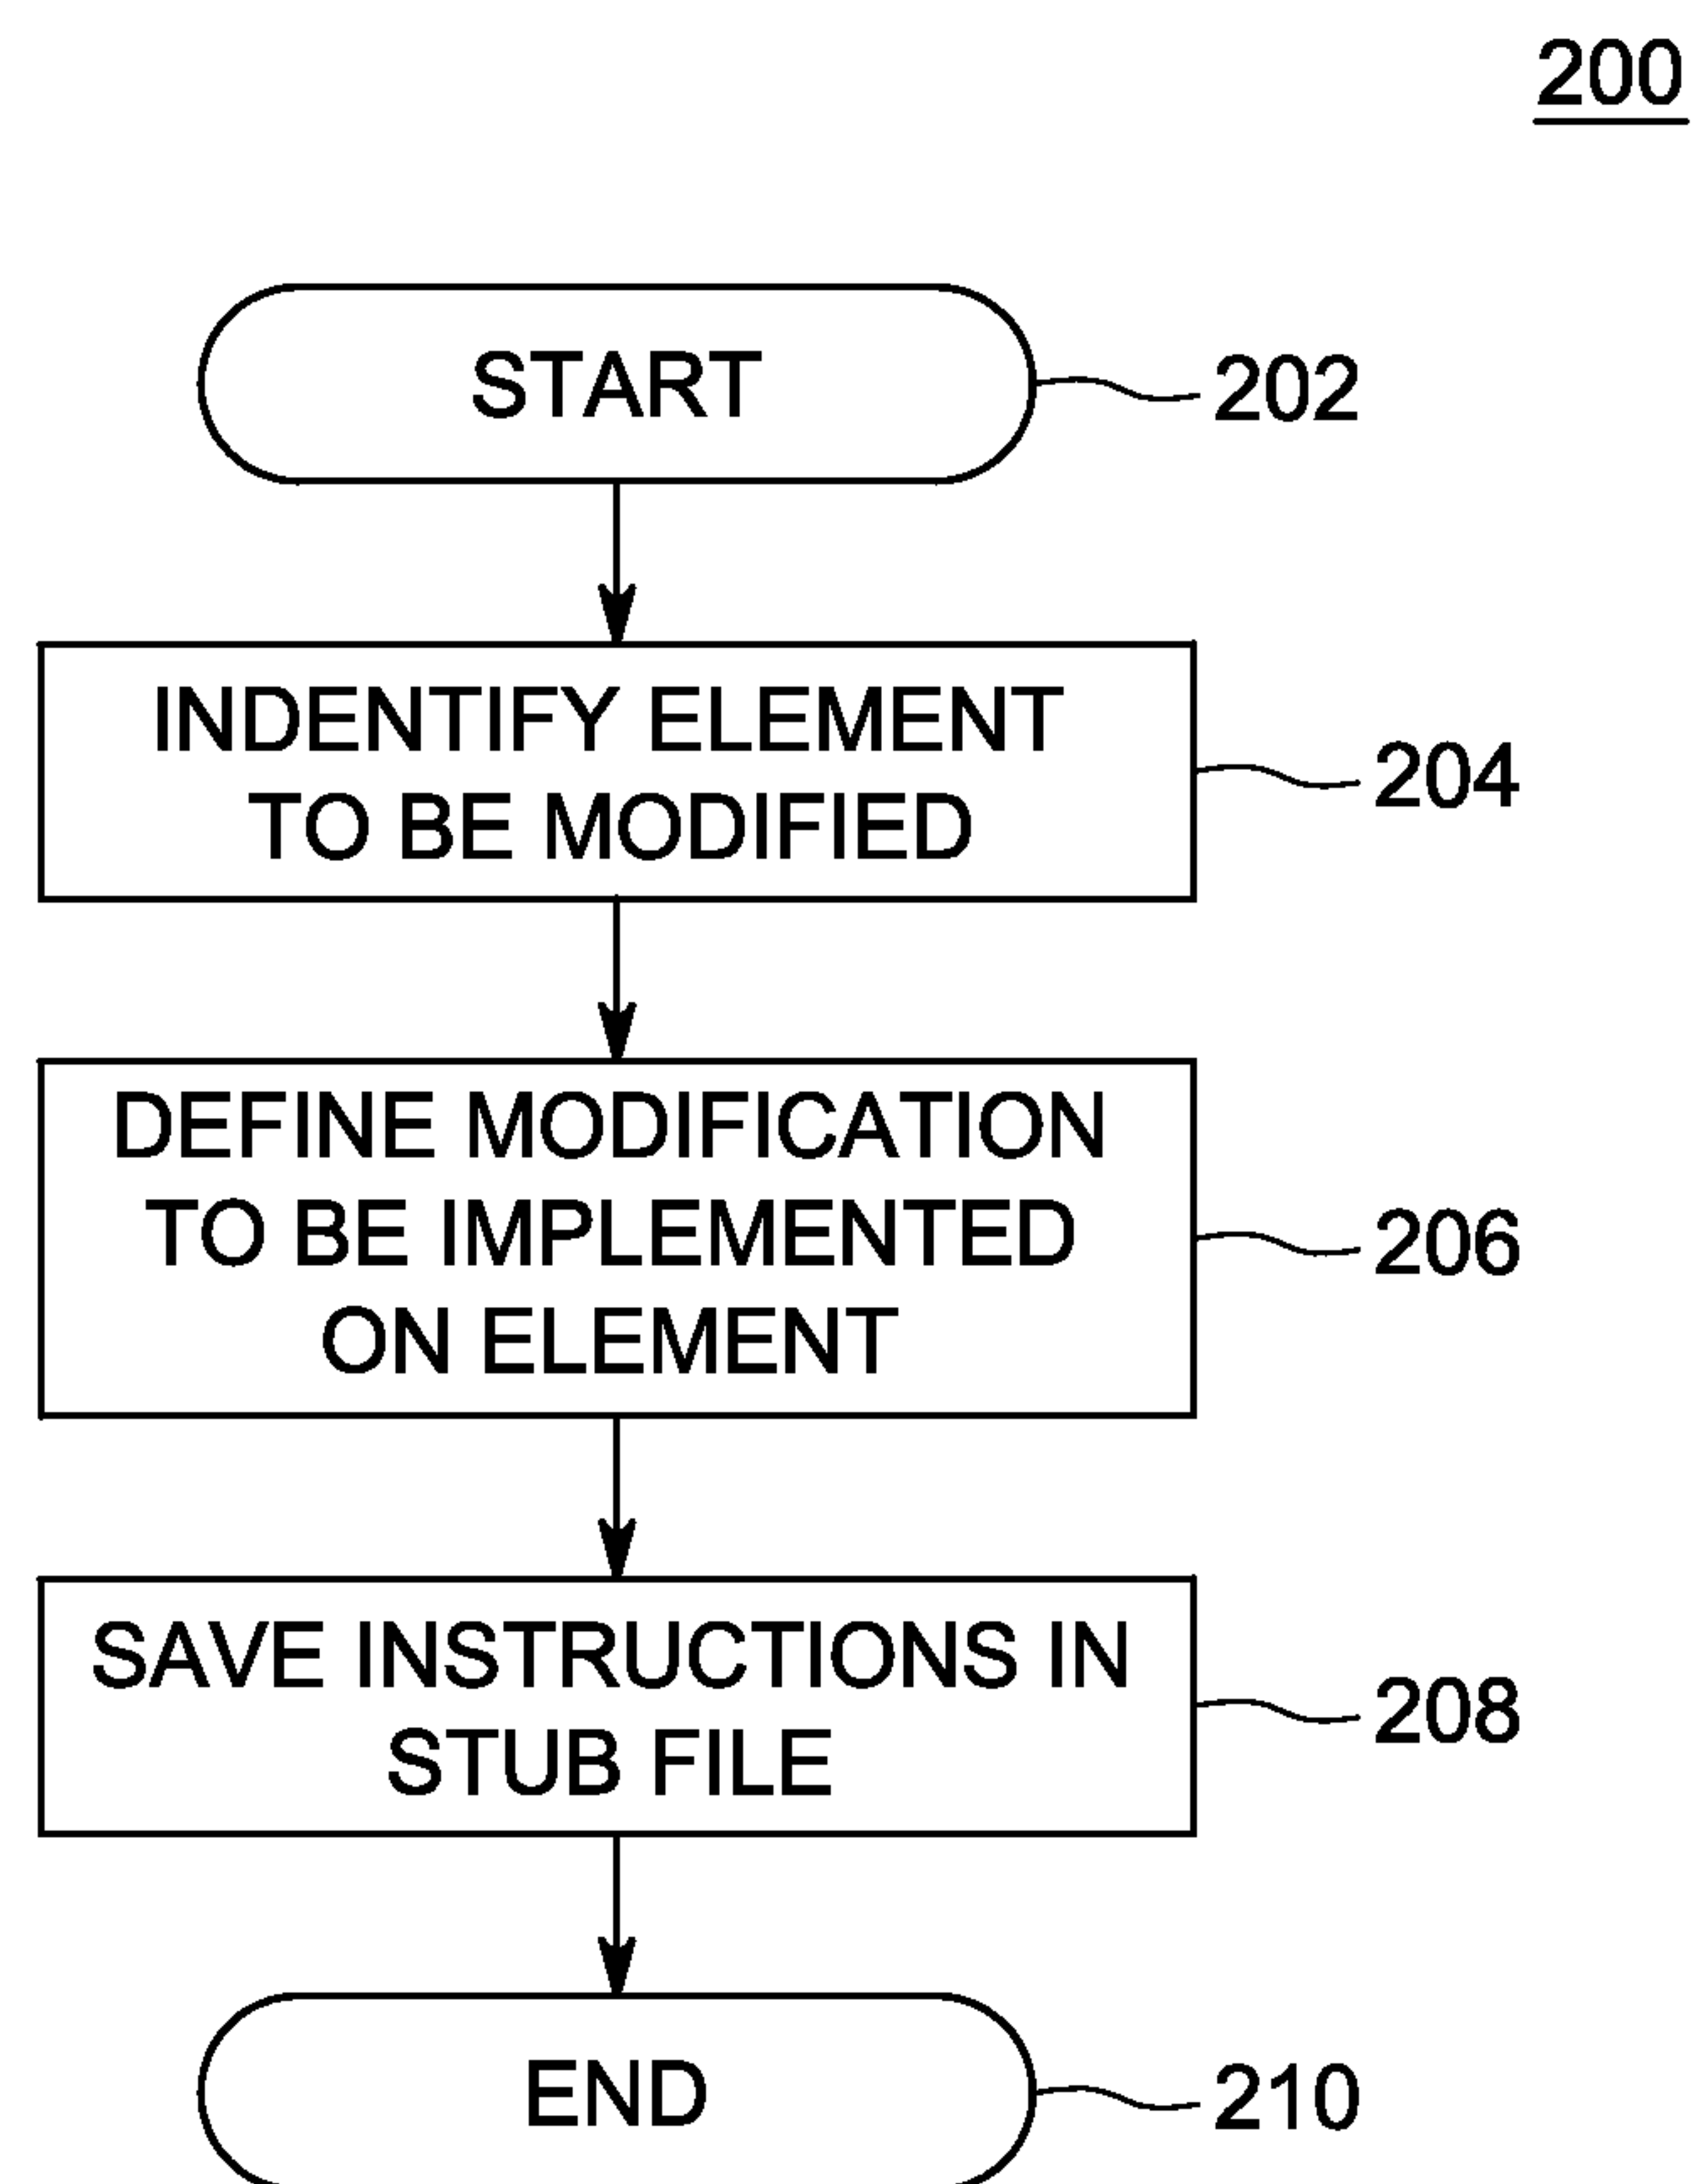 200
START
202
INDENTIFY ELEMENT
TO BE MODIFIED
204
DEFINE MODIFICATION
TO BE IMPLEMENTED
ON ELEMENT
206
SAVE INSTRUCTIONS IN
STUB FILE
208
END
210